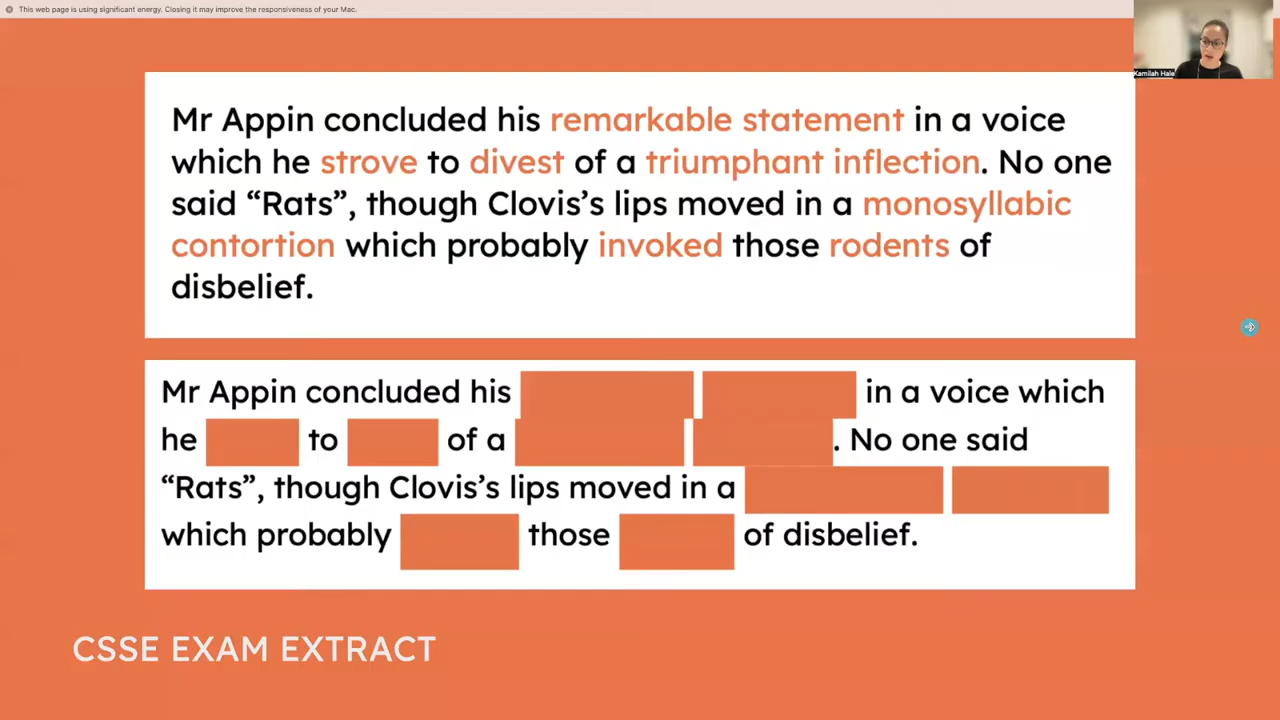 This web page is using significant energy. Closing it may improve the responsiveness of your Mac.
Kamilah Hale
Mr Appin concluded his remarkable statement in a voice
which he strove to divest of a triumphant inflection. No one
said “Rats”, though Clovis’s lips moved in a monosyllabic
contortion which probably invoked those rodents of
disbelief.
Mr Appin concluded his in a voice which
he to of a . No one said
“Rats”, though Clovis’s lips moved in a
which probably those of disbelief.
CSSE EXAM EXTRACT